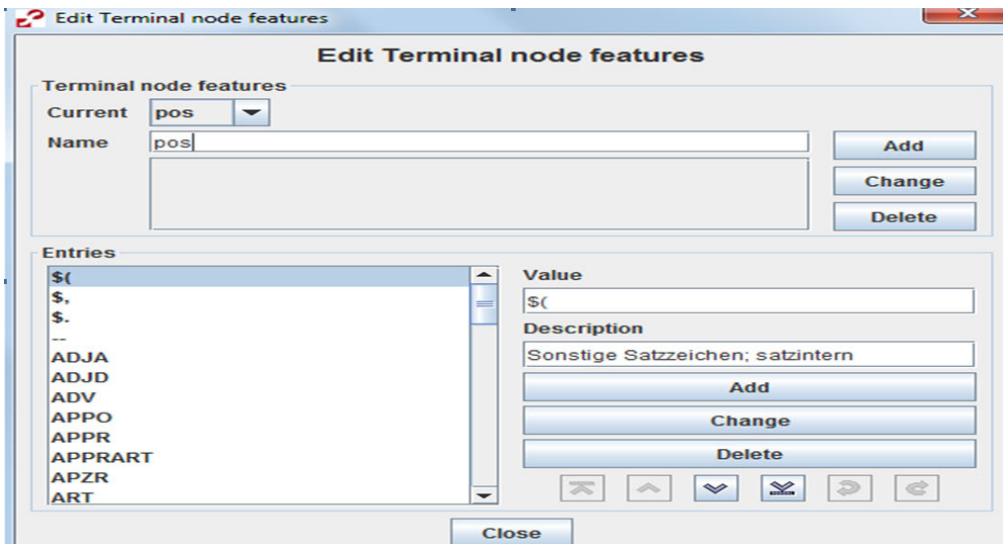 Edit Terminal node features
Edit Terminal node features
Terminal node features
Current pos
Name pos Add
Change
Delete
Entries
$(
$,
$.
--
ADJA
ADJD
ADV
APPO
APPR
APPRART
APZR
ART
Value
$(
Description
Sonstige Satzzeichen; satzintern
Add
Change
Delete
Close